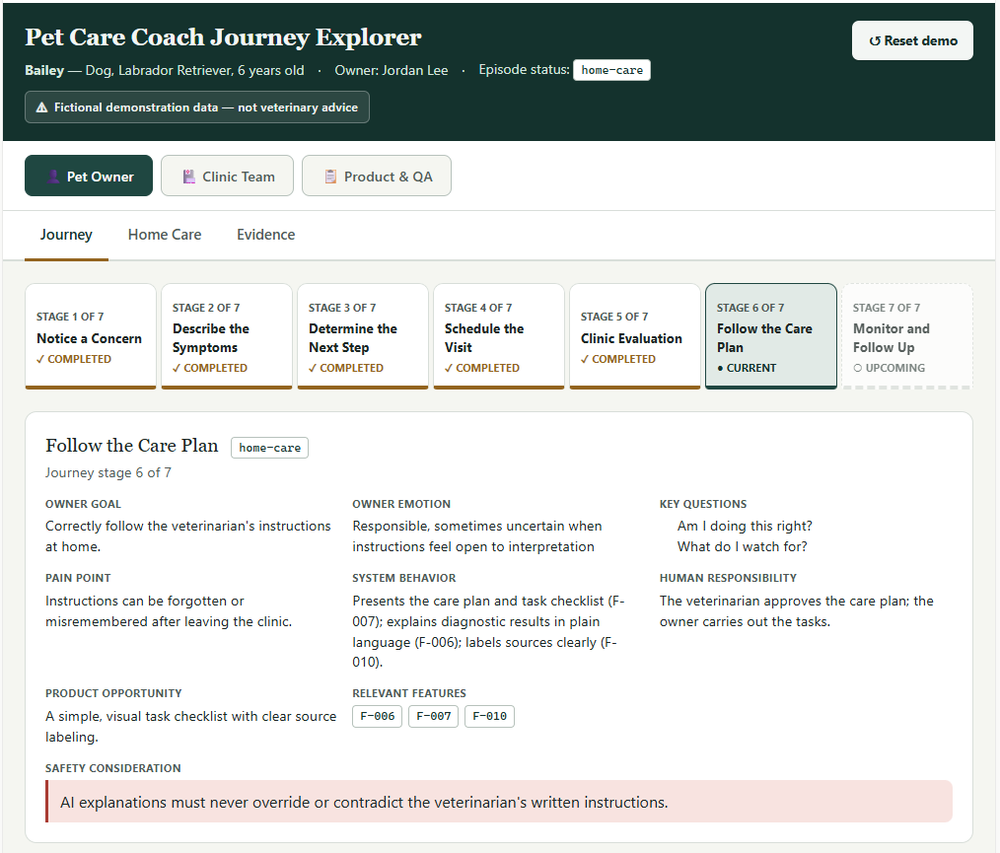 Pet Care Coach Journey Explorer
↺ Reset demo
Bailey — Dog, Labrador Retriever, 6 years old · Owner: Jordan Lee · Episode status: home-care
⚠ Fictional demonstration data — not veterinary advice
Pet Owner
Clinic Team
Product & QA
Journey
Home Care
Evidence
STAGE 1 OF 7
Notice a Concern
✓ COMPLETED
STAGE 2 OF 7
Describe the
Symptoms
✓ COMPLETED
STAGE 3 OF 7
Determine the
Next Step
✓ COMPLETED
STAGE 4 OF 7
Schedule the
Visit
✓ COMPLETED
STAGE 5 OF 7
Clinic Evaluation
✓ COMPLETED
STAGE 6 OF 7
Follow the Care
Plan
● CURRENT
STAGE 7 OF 7
Monitor and
Follow Up
○ UPCOMING
Follow the Care Plan home-care
Journey stage 6 of 7
OWNER GOAL
Correctly follow the veterinarian's instructions
at home.
OWNER EMOTION
Responsible, sometimes uncertain when
instructions feel open to interpretation
KEY QUESTIONS
Am I doing this right?
What do I watch for?
PAIN POINT
Instructions can be forgotten or
misremembered after leaving the clinic.
SYSTEM BEHAVIOR
Presents the care plan and task checklist (F-
007); explains diagnostic results in plain
language (F-006); labels sources clearly (F-
010).
HUMAN RESPONSIBILITY
The veterinarian approves the care plan; the
owner carries out the tasks.
PRODUCT OPPORTUNITY
A simple, visual task checklist with clear source
labeling.
RELEVANT FEATURES
F-006 F-007 F-010
SAFETY CONSIDERATION
AI explanations must never override or contradict the veterinarian's written instructions.